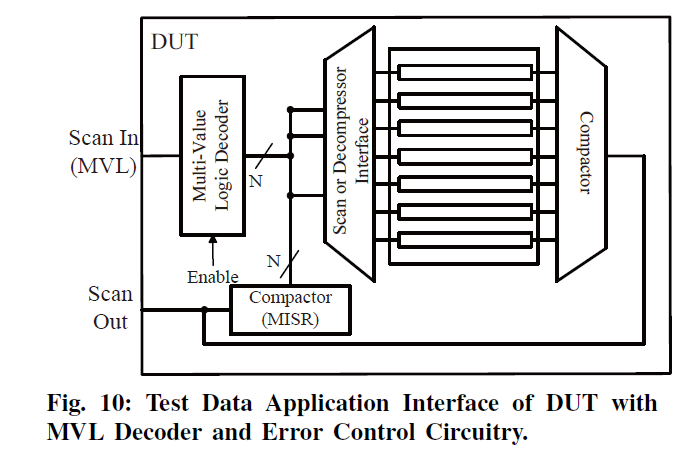 DUT
Scan In
(MVL)
Multi-Value
Logic Decoder
N
Enable
Scan or Decompressor
Interface
Compactor
N
Scan
Out
Compactor
(MISR)
Fig. 10: Test Data Application Interface of DUT with
MVL Decoder and Error Control Circuitry.